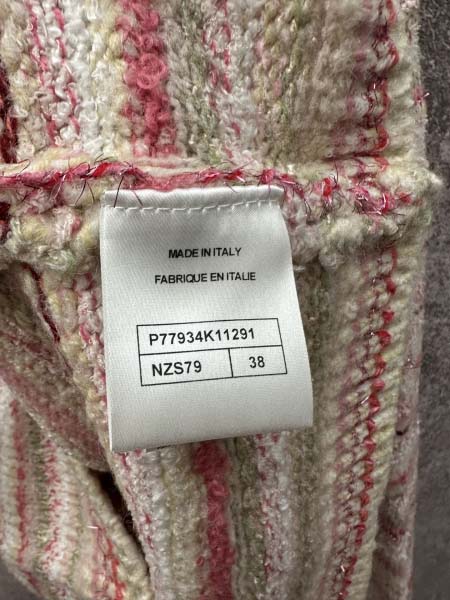 MADE IN ITALY
FABRIQUE EN ITALIE
P77934K11291
NZS79 38